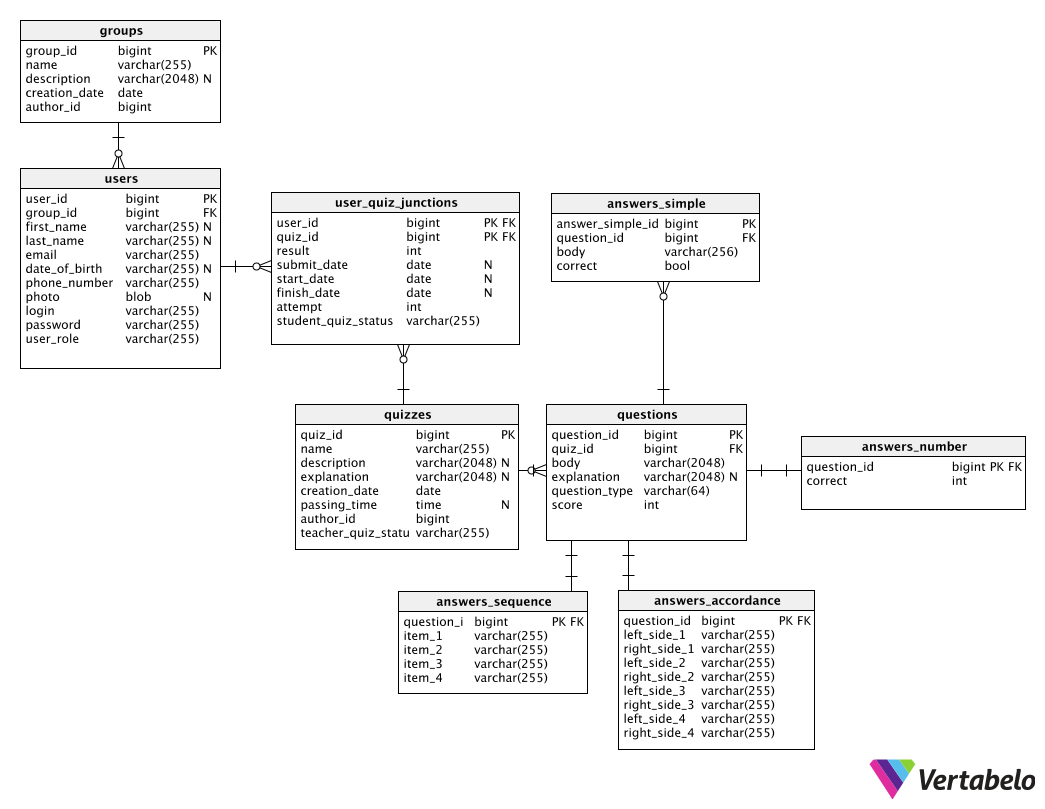 groups
group_id bigint PK
name varchar(255)
description varchar(2048) N
creation_date date
author_id bigint
users
user_id bigint PK
group_id bigint FK
first_name varchar(255) N
last_name varchar(255) N
email varchar(255)
date_of_birth varchar(255) N
phone_number varchar(255)
photo blob N
login varchar(255)
password varchar(255)
user_role varchar(255)
user_quiz_junctions
user_id bigint PK FK
quiz_id bigint PK FK
result int
submit_date date N
start_date date N
finish_date date N
attempt int
student_quiz_status varchar(255)
answers_simple
answer_simple_id bigint PK
question_id bigint FK
body varchar(256)
correct bool
quizzes
quiz_id bigint PK
name varchar(255)
description varchar(2048) N
explanation varchar(2048) N
creation_date date
passing_time time N
author_id bigint
teacher_quiz_statu varchar(255)
questions
question_id bigint PK
quiz_id bigint FK
body varchar(2048)
explanation varchar(2048) N
question_type varchar(64)
score int
answers_number
question_id bigint PK FK
correct int
answers_sequence
question_i bigint PK FK
item_1 varchar(255)
item_2 varchar(255)
item_3 varchar(255)
item_4 varchar(255)
answers_accordance
question_id bigint PK FK
left_side_1 varchar(255)
right_side_1 varchar(255)
left_side_2 varchar(255)
right_side_2 varchar(255)
left_side_3 varchar(255)
right_side_3 varchar(255)
left_side_4 varchar(255)
right_side_4 varchar(255)
Vertabelo